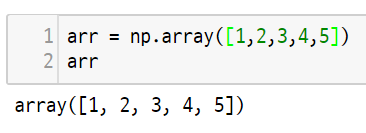 1 arr = np.array([1,2,3,4,5])
2 arr
array([1, 2, 3, 4, 5])